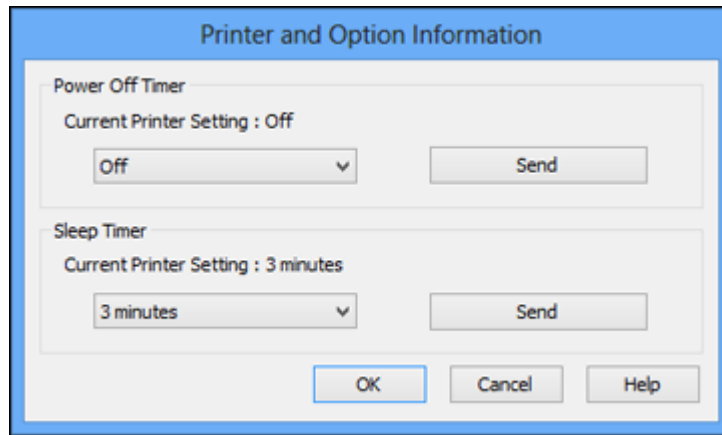 Printer and Option Information
Power Off Timer
Current Printer Setting : Off
Off
Send
Sleep Timer
Current Printer Setting : 3 minutes
3 minutes
Send
OK
Cancel
Help